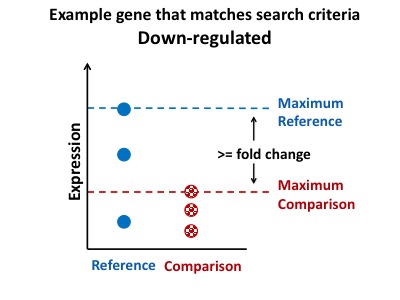 Example gene that matches search criteria
Down-regulated
Maximum
Reference
>= fold change
Maximum
Comparison
Expression
Reference Comparison